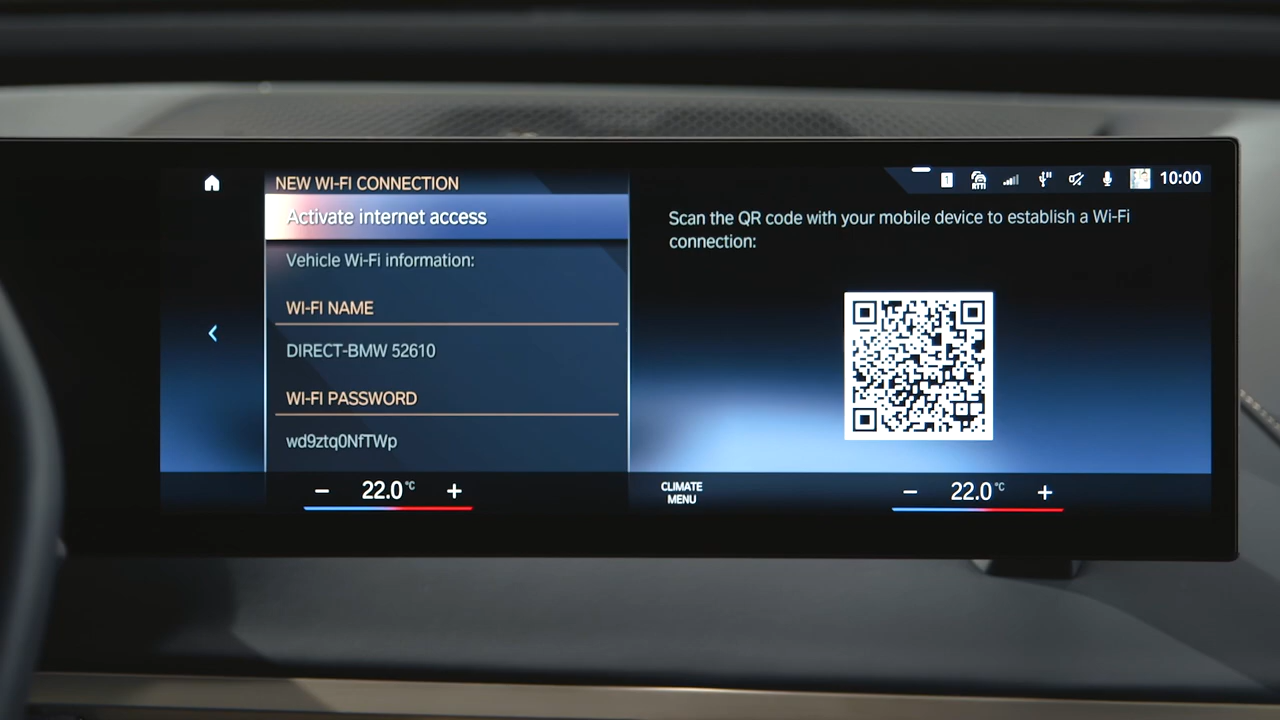 NEW WI-FI CONNECTION
Activate internet access
Vehicle Wi-Fi information:
WI-FI NAME
DIRECT-BMW 52610
WI-FI PASSWORD
wd9ztq0NfTWp
1
10:00
Scan the QR code with your mobile device to establish a Wi-Fi
connection:
− 22.0°C +
CLIMATE
MENU
− 22.0°C +